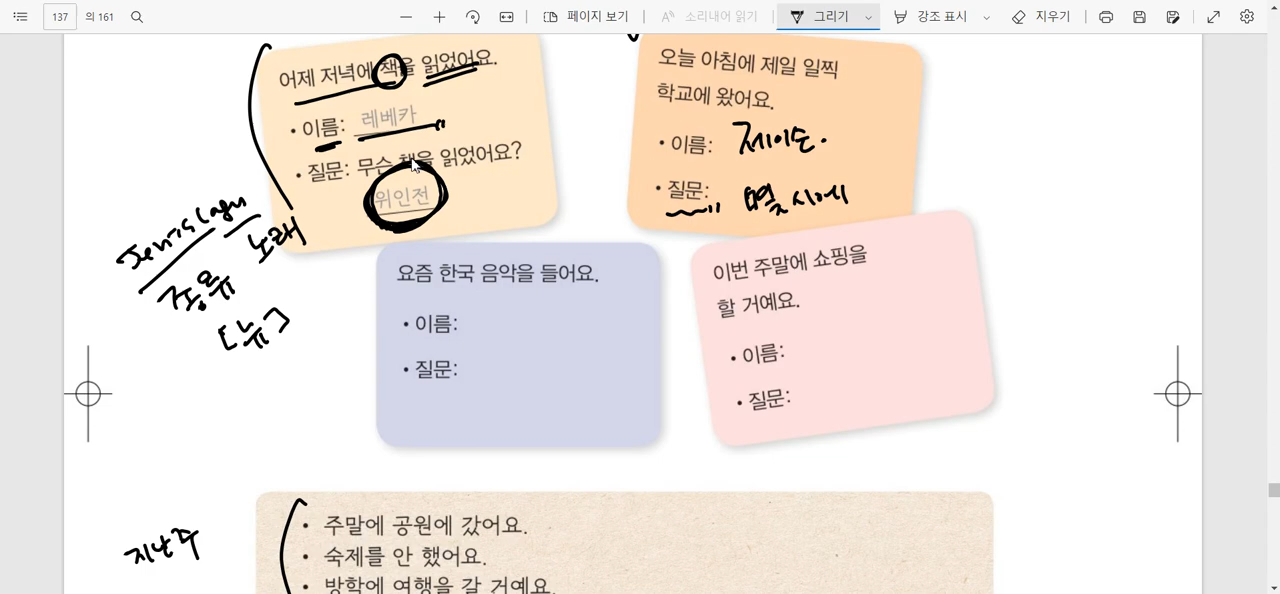 137 의 161 페이지 보기 소리내어 읽기 그리기 강조 표시 지우기
어제 저녁에 책을 읽었어요.
• 이름: 레베카
• 질문: 무슨 책을 읽었어요?
위인전
오늘 아침에 제일 일찍
학교에 왔어요.
• 이름: 제이슨.
• 질문: 몇 시에
노래
종류
[뉴]
요즘 한국 음악을 들어요.
• 이름:
• 질문:
이번 주말에 쇼핑을
할 거예요.
• 이름:
• 질문:
지난 주
• 주말에 공원에 갔어요.
• 숙제를 안 했어요.
• 방학에 여행을 갈 거예요.